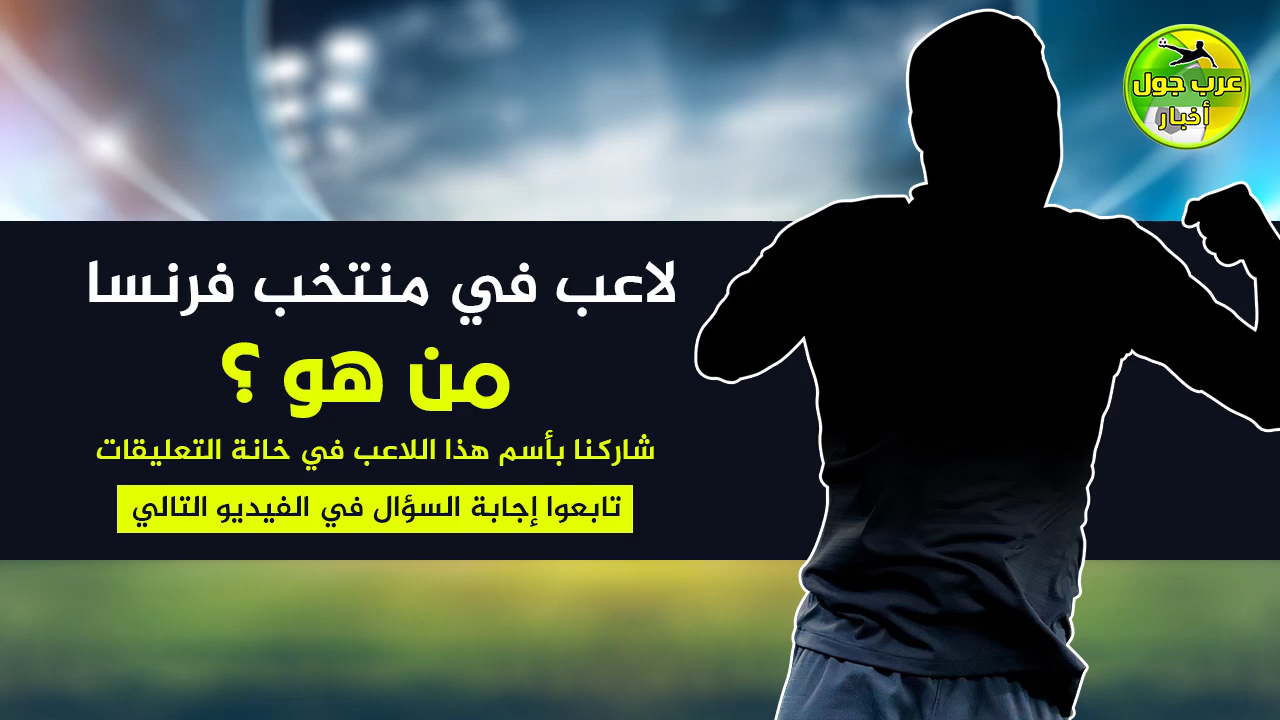 عرب جول
أخبار
لاعب في منتخب فرنسا
من هو ؟
شاركنا بأسم هذا اللاعب في خانة التعليقات
تابعوا إجابة السؤال في الفيديو التالي